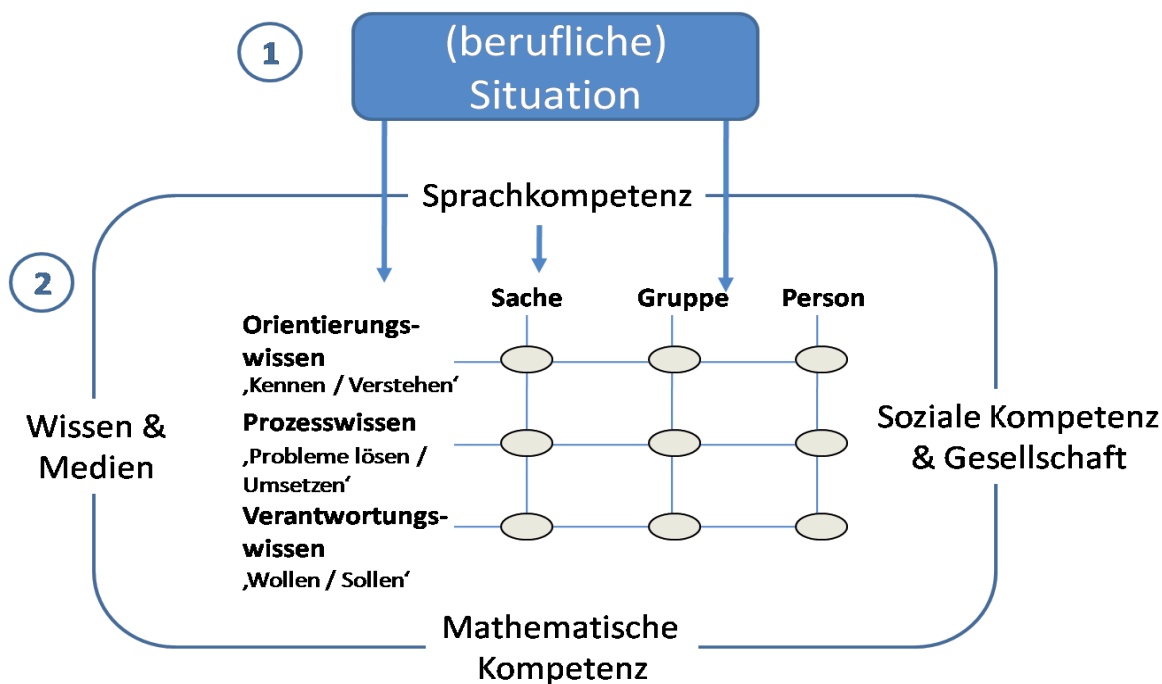 1
(berufliche)
Situation
Sprachkompetenz
2
Sache Gruppe Person
Orientierungs-
wissen
‚Kennen / Verstehen‘
Prozesswissen
‚Probleme lösen /
Umsetzen‘
Verantwortungs-
wissen
‚Wollen / Sollen‘
Wissen &
Medien
Soziale Kompetenz
& Gesellschaft
Mathematische
Kompetenz